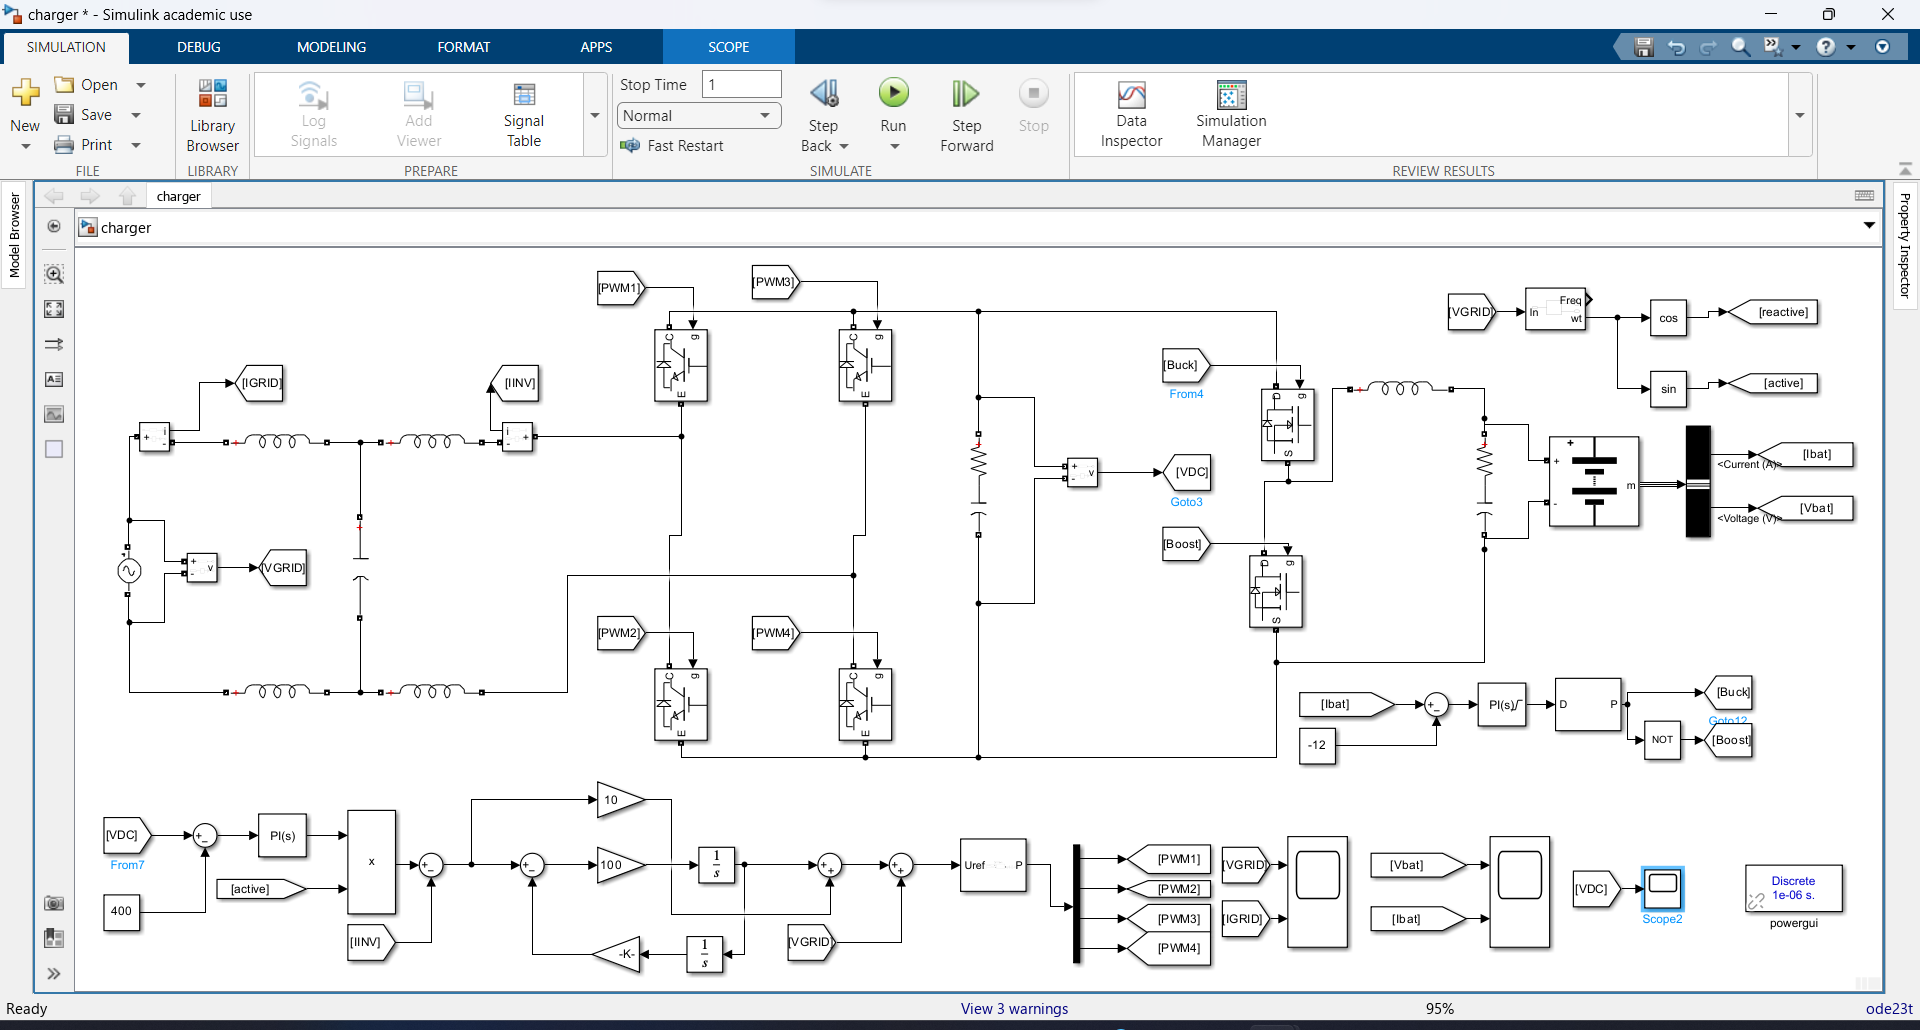 charger * - Simulink academic use
SIMULATION
DEBUG
MODELING
FORMAT
APPS
SCOPE
New
Open
Save
Print
FILE
Library
Browser
LIBRARY
Log
Signals
Add
Viewer
Signal
Table
PREPARE
Stop Time 1
Normal
Fast Restart
Step
Back
Run
Step
Forward
Stop
SIMULATE
Data
Inspector
Simulation
Manager
REVIEW RESULTS
Model Browser
Property Inspector
charger
charger
[PWM1]
[PWM3]
C
g
E
C
g
E
[IGRID]
[IINV]
i
+
-
i
+
-
[VGRID]
+
-
v
[PWM2]
[PWM4]
C
g
E
C
g
E
+
-
v
[VDC]
Goto3
[Buck]
From4
D
g
S
[Boost]
D
g
S
[VGRID]
In
Freq
wt
cos
sin
[reactive]
[active]
+
+
-
m
<Current (A)>
[Ibat]
<Voltage (V)>
[Vbat]
[Ibat]
-12
+
-
PI(s)
D
P
NOT
[Buck]
Goto12
[Boost]
[VDC]
From7
400
+
-
PI(s)
[active]
x
[IINV]
+
-
+
-
10
100
1
s
-K-
1
s
+
+
+
+
[VGRID]
Uref
P
[PWM1]
[PWM2]
[PWM3]
[PWM4]
[VGRID]
[IGRID]
[Vbat]
[Ibat]
[VDC]
Scope2
Discrete
1e-06 s.
powergui
Ready
View 3 warnings
95%
ode23t